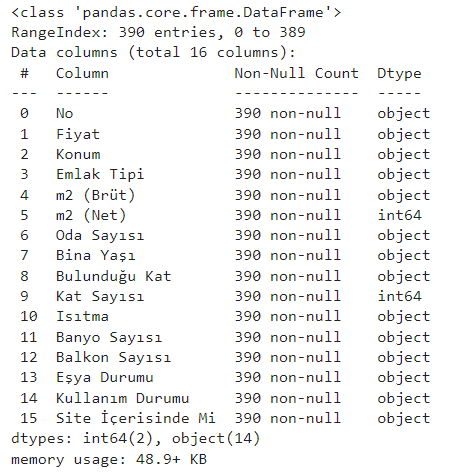 <class 'pandas.core.frame.DataFrame'>
RangeIndex: 390 entries, 0 to 389
Data columns (total 16 columns):
 #   Column              Non-Null Count  Dtype
---  ------              --------------  -----
 0   No                  390 non-null    object
 1   Fiyat               390 non-null    object
 2   Konum               390 non-null    object
 3   Emlak Tipi          390 non-null    object
 4   m2 (Brüt)           390 non-null    object
 5   m2 (Net)            390 non-null    int64
 6   Oda Sayısı          390 non-null    object
 7   Bina Yaşı           390 non-null    object
 8   Bulunduğu Kat       390 non-null    object
 9   Kat Sayısı          390 non-null    int64
 10  Isıtma              390 non-null    object
 11  Banyo Sayısı        390 non-null    object
 12  Balkon Sayısı       390 non-null    object
 13  Eşya Durumu         390 non-null    object
 14  Kullanım Durumu     390 non-null    object
 15  Site İçerisinde Mi  390 non-null    object
dtypes: int64(2), object(14)
memory usage: 48.9+ KB